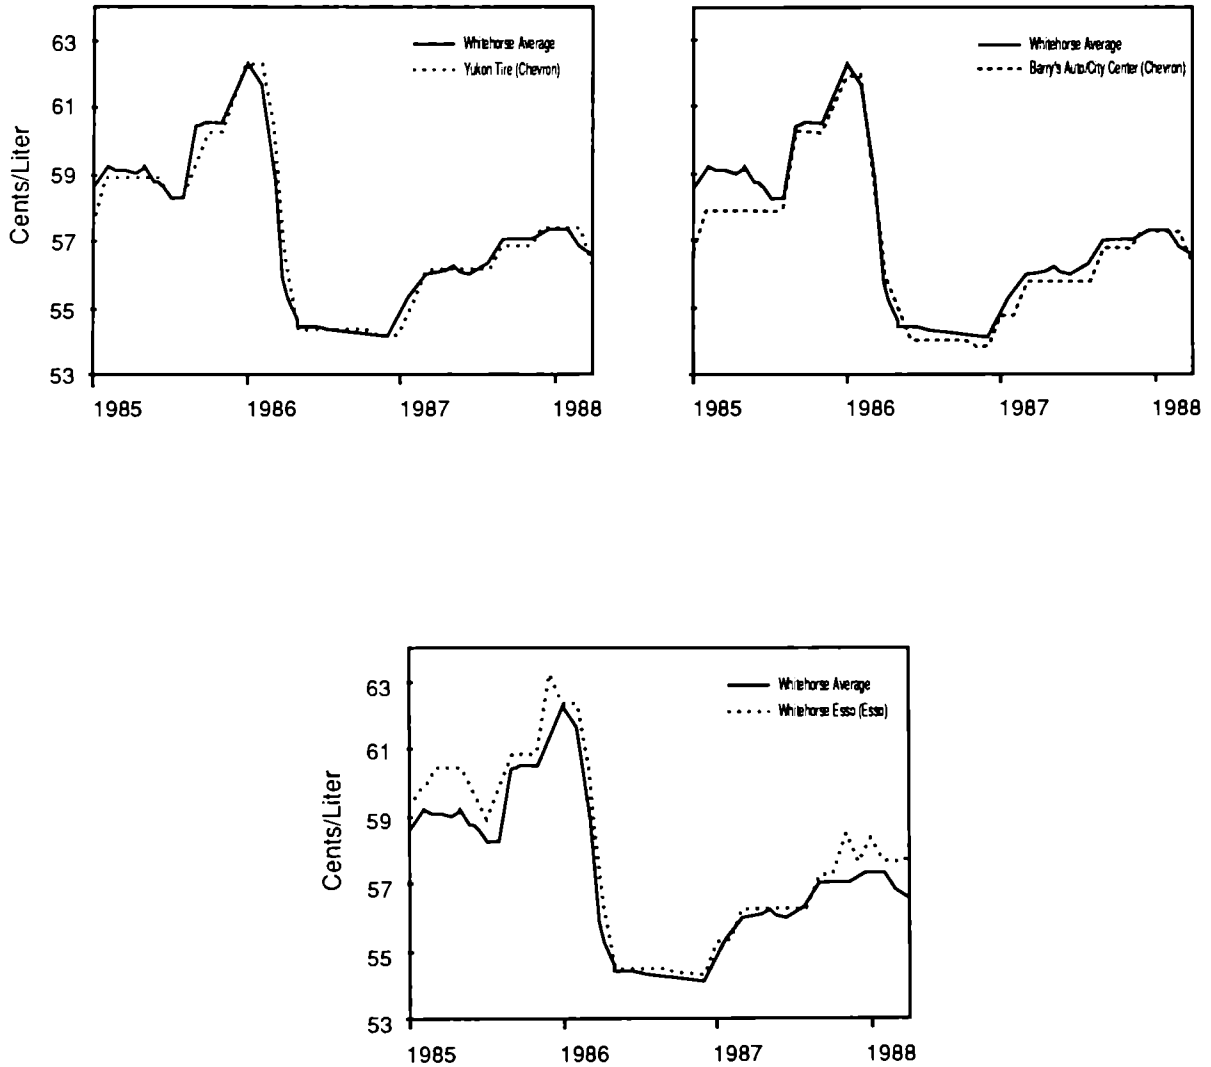 63
61
59
57
55
53
Cents/Liter
Whitehorse Average
Yukon Tire (Chevron)
1985 1986 1987 1988
Whitehorse Average
Barry's Auto/City Center (Chevron)
1985 1986 1987 1988
63
61
59
57
55
53
Cents/Liter
Whitehorse Average
Whitehorse Esso (Esso)
1985 1986 1987 1988